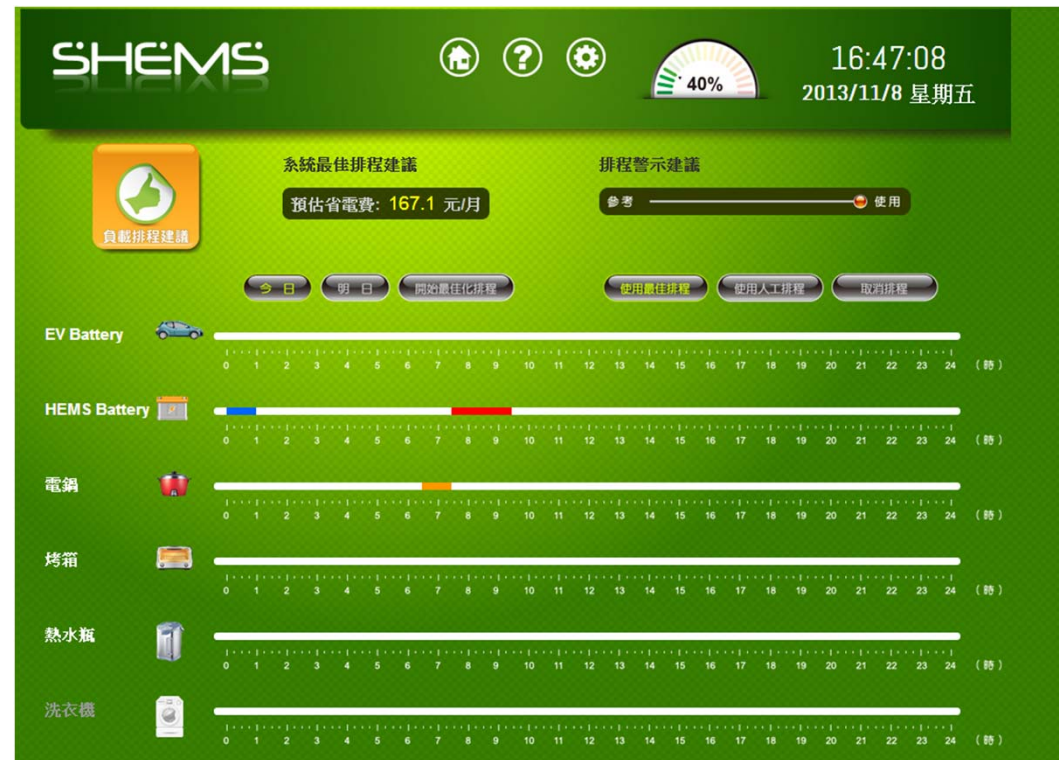 SHEMS
40%
16:47:08
2013/11/8 星期五
負載排程建議
系統最佳排程建議
預估省電費: 167.1 元/月
排程警示建議
參考 使用
今 日 明 日 開始最佳化排程 使用最佳排程 使用人工排程 取消排程
EV Battery
0 1 2 3 4 5 6 7 8 9 10 11 12 13 14 15 16 17 18 19 20 21 22 23 24 (時)
HEMS Battery
0 1 2 3 4 5 6 7 8 9 10 11 12 13 14 15 16 17 18 19 20 21 22 23 24 (時)
電鍋
0 1 2 3 4 5 6 7 8 9 10 11 12 13 14 15 16 17 18 19 20 21 22 23 24 (時)
烤箱
0 1 2 3 4 5 6 7 8 9 10 11 12 13 14 15 16 17 18 19 20 21 22 23 24 (時)
熱水瓶
0 1 2 3 4 5 6 7 8 9 10 11 12 13 14 15 16 17 18 19 20 21 22 23 24 (時)
洗衣機
0 1 2 3 4 5 6 7 8 9 10 11 12 13 14 15 16 17 18 19 20 21 22 23 24 (時)